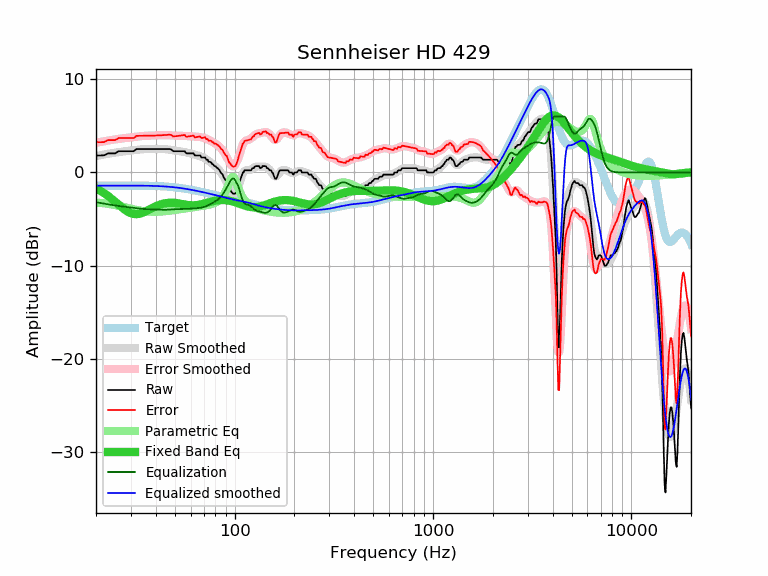 Sennheiser HD 429
10
0
−10
−20
−30
Amplitude (dBr)
Target
Raw Smoothed
Error Smoothed
Raw
Error
Parametric Eq
Fixed Band Eq
Equalization
Equalized smoothed
100
1000
10000
Frequency (Hz)